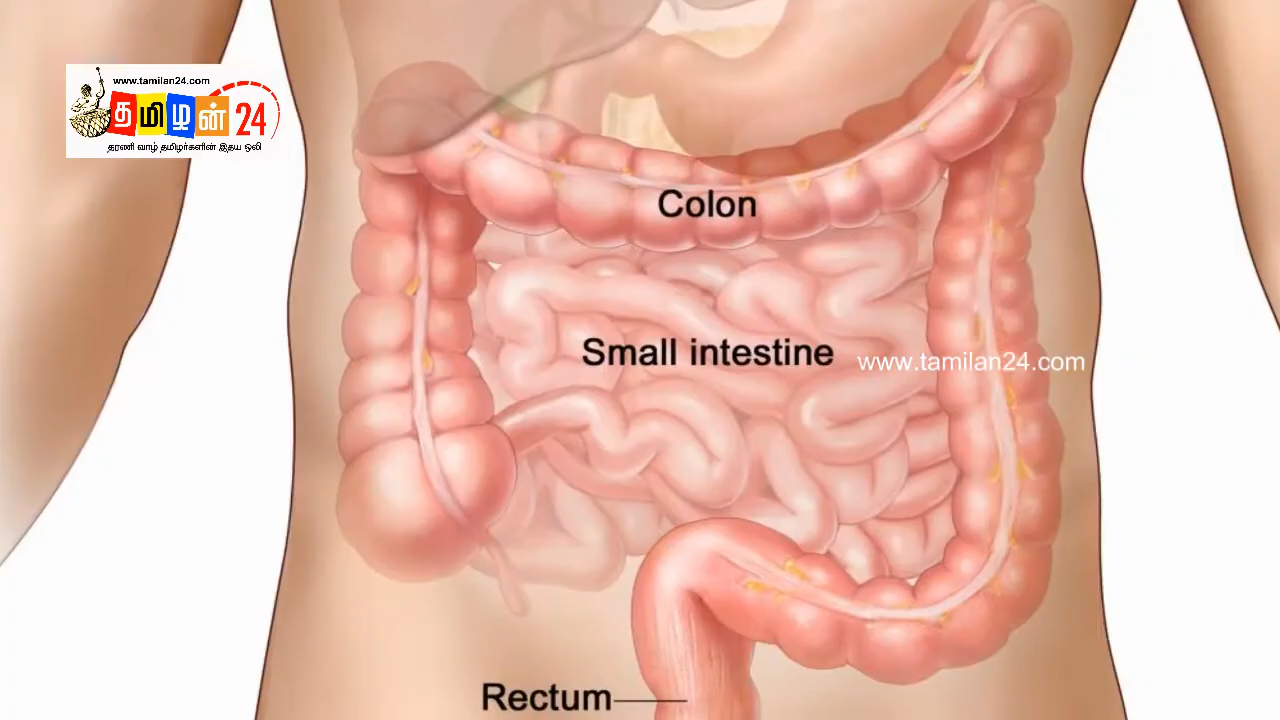 www.tamilan24.com
தமிழன் 24
தரணி வாழ் தமிழர்களின் இதய ஒலி
Colon
Small intestine
www.tamilan24.com
Rectum